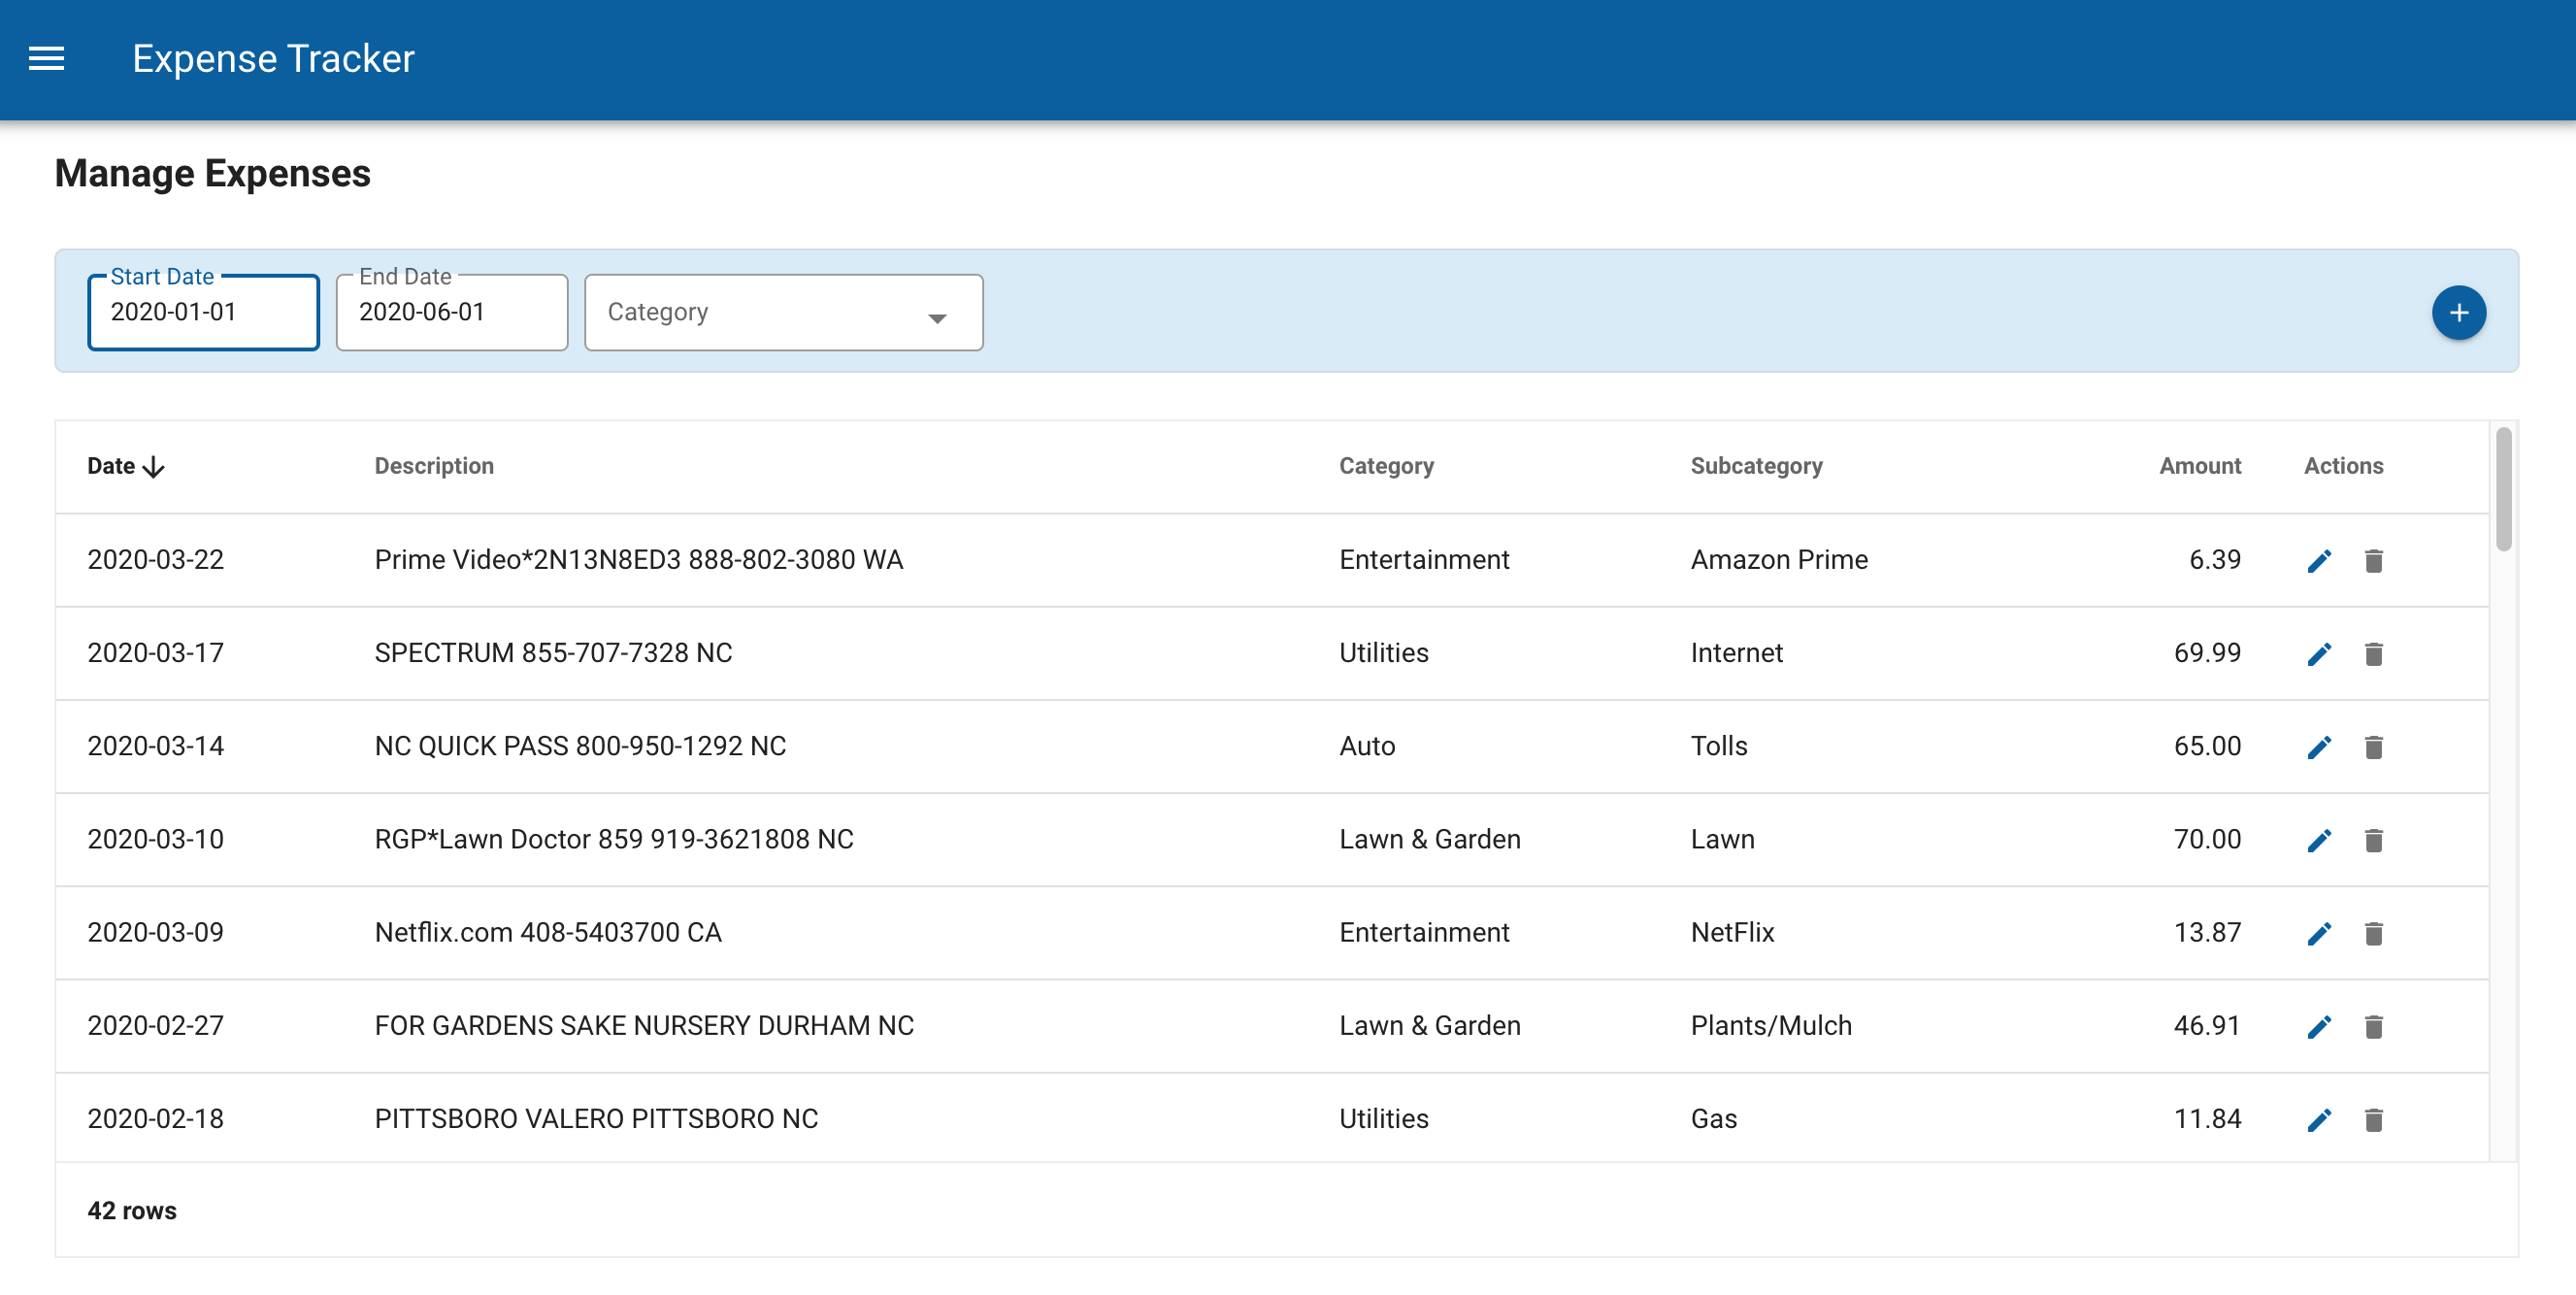 Expense Tracker
Manage Expenses
Start Date End Date
2020-01-01 2020-06-01 Category
Date Description Category Subcategory Amount Actions
2020-03-22 Prime Video*2N13N8ED3 888-802-3080 WA Entertainment Amazon Prime 6.39
2020-03-17 SPECTRUM 855-707-7328 NC Utilities Internet 69.99
2020-03-14 NC QUICK PASS 800-950-1292 NC Auto Tolls 65.00
2020-03-10 RGP*Lawn Doctor 859 919-3621808 NC Lawn & Garden Lawn 70.00
2020-03-09 Netflix.com 408-5403700 CA Entertainment NetFlix 13.87
2020-02-27 FOR GARDENS SAKE NURSERY DURHAM NC Lawn & Garden Plants/Mulch 46.91
2020-02-18 PITTSBORO VALERO PITTSBORO NC Utilities Gas 11.84
42 rows